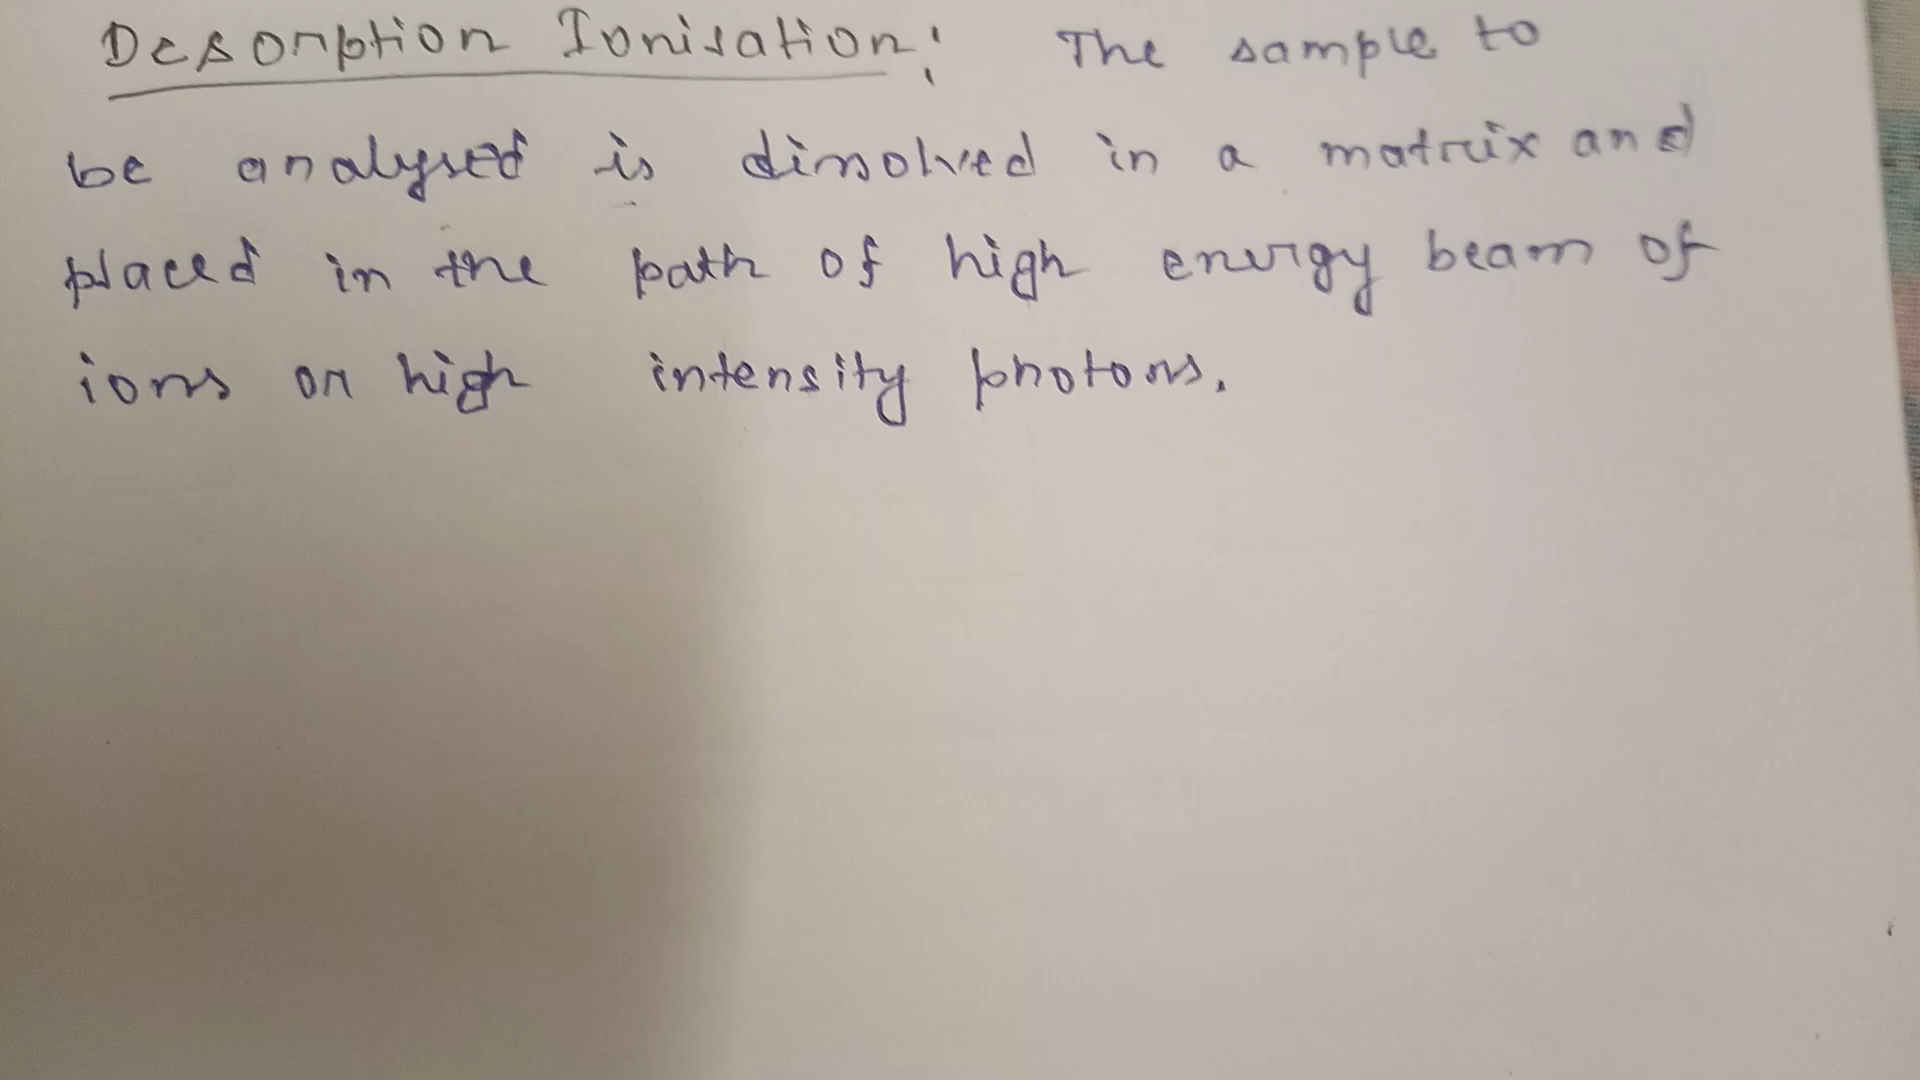 Desorption Ionisation: The sample to
be analysed is dissolved in a matrix and
placed in the path of high energy beam of
ions or high intensity photons.